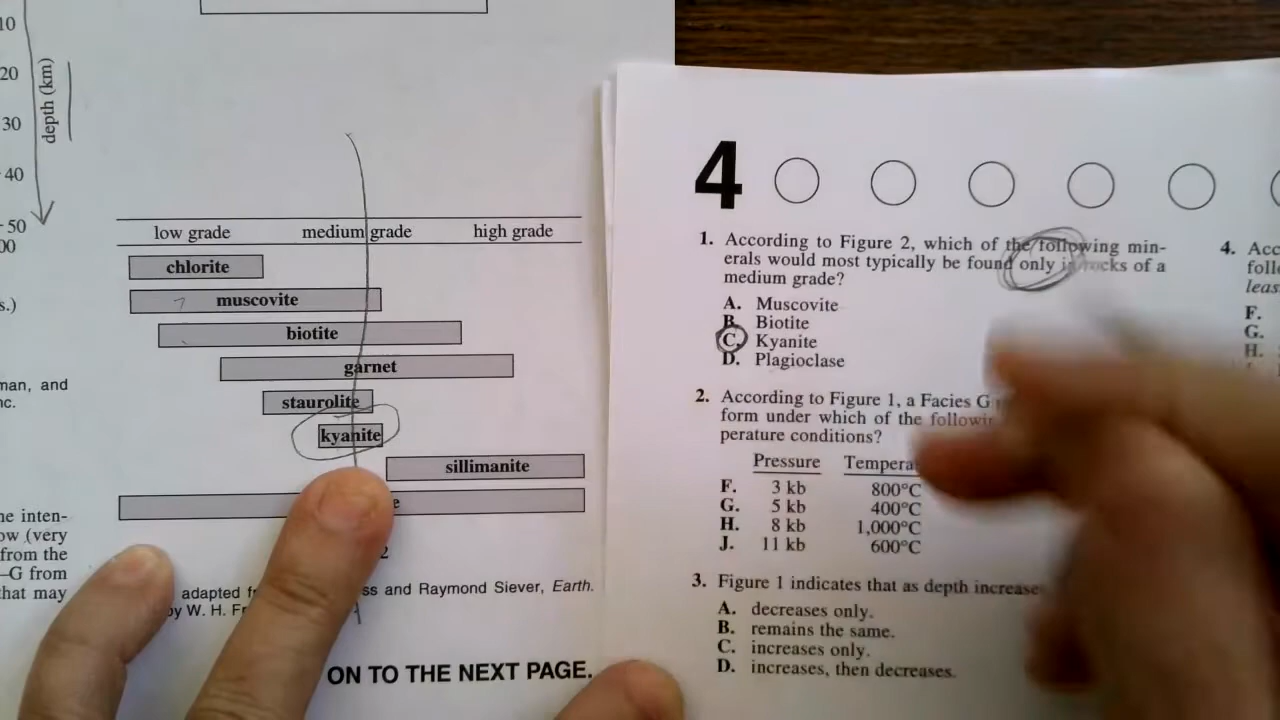 10
20
30
40
50
00
depth (km)
low grade medium grade high grade
chlorite
muscovite
biotite
garnet
staurolite
kyanite
sillimanite
s.)
man, and
nc.
he inten-
ow (very
from the
–G from
that may
2
adapted ss and Raymond Siever, Earth.
by W. H.
ON TO THE NEXT PAGE.
4
1. According to Figure 2, which of the following min-
erals would most typically be found only in rocks of a
medium grade?
A. Muscovite
B. Biotite
C. Kyanite
D. Plagioclase
2. According to Figure 1, a Facies G
form under which of the
perature conditions?
Pressure
F. 3 kb 800°C
G. 5 kb 400°C
H. 8 kb 1,000°C
J. 11 kb 600°C
3. Figure 1 indicates that as depth
A. decreases only.
B. remains the same.
C. increases only.
D. increases, then decreases.
4. Acc
foll
leas
F.
G.
H.